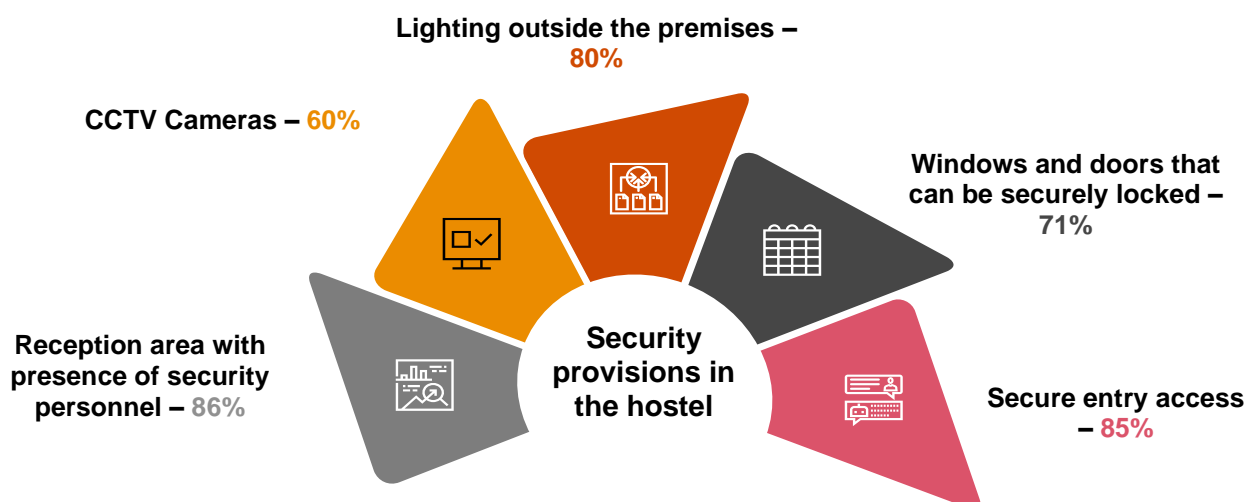 Lighting outside the premises –
80%
CCTV Cameras – 60%
Windows and doors that
can be securely locked –
71%
Security
provisions in
the hostel
Reception area with
presence of security
personnel – 86%
Secure entry access
– 85%